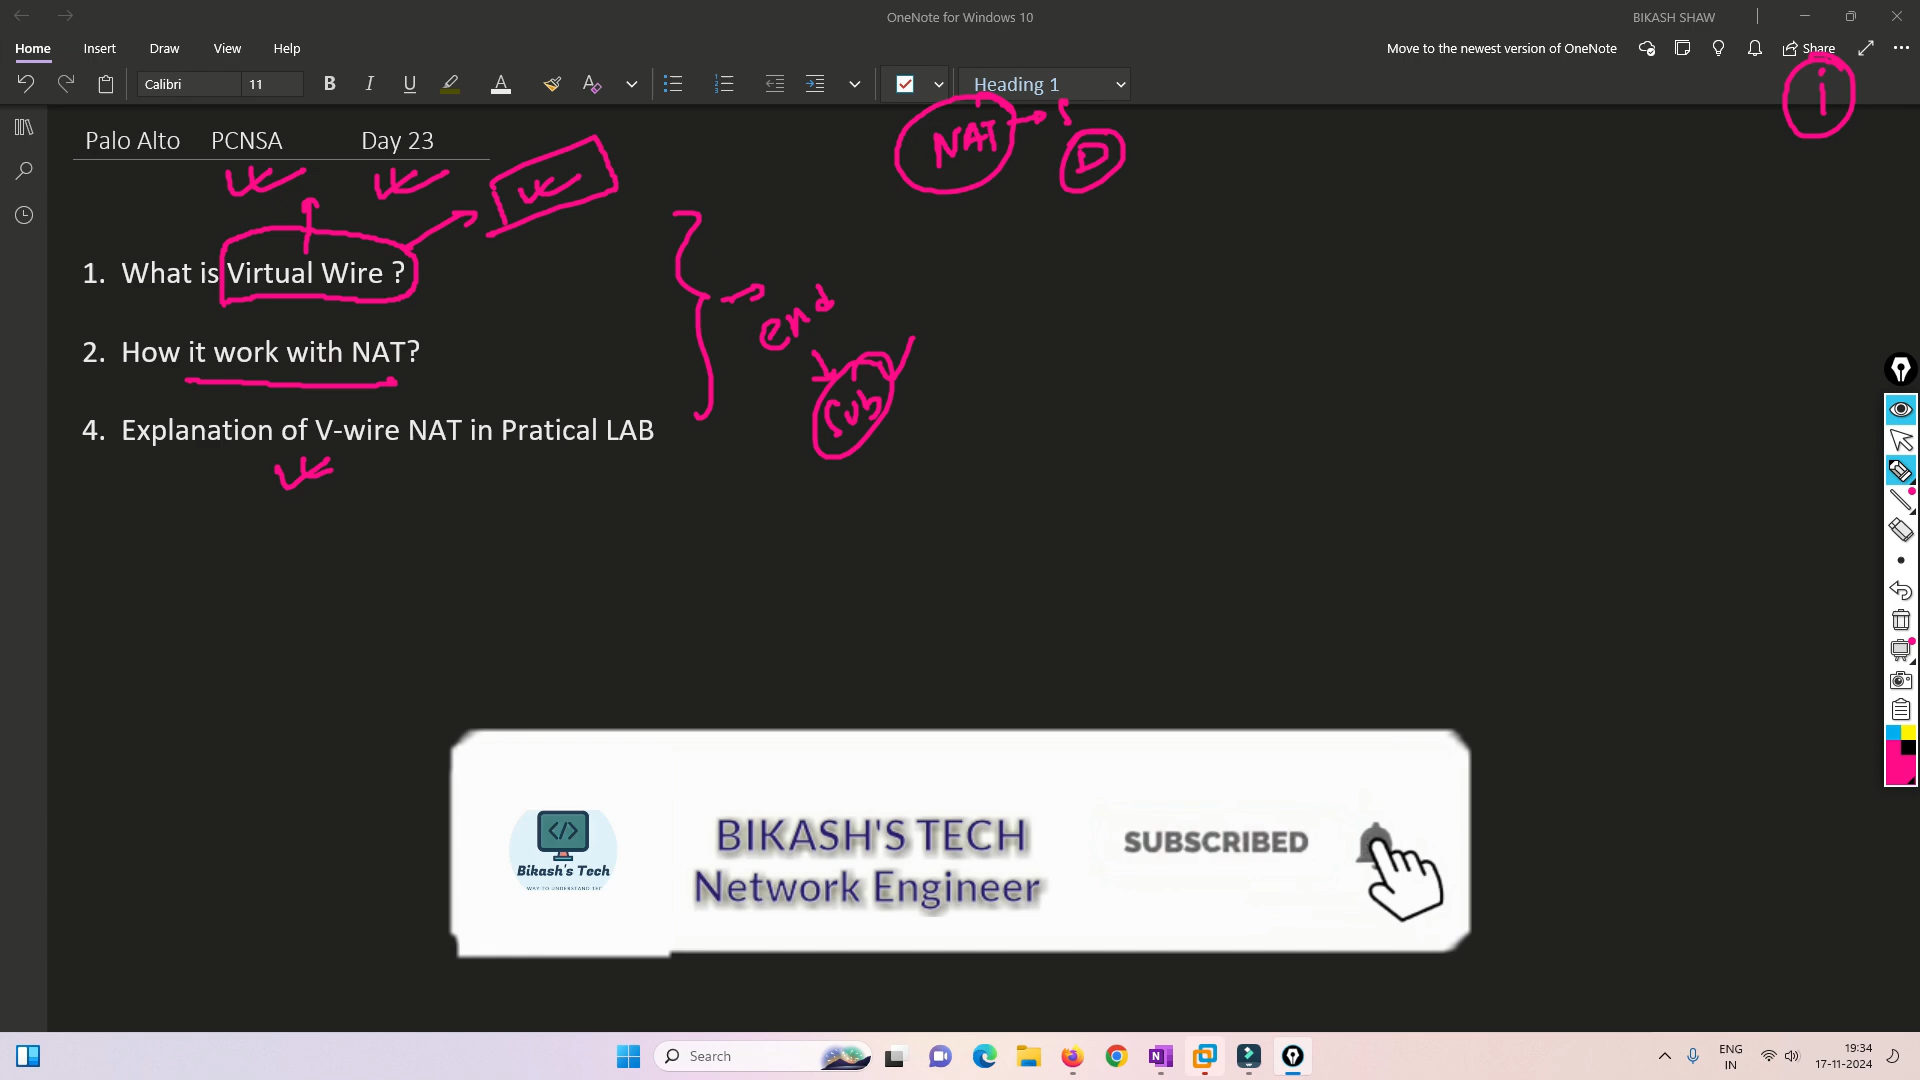 OneNote for Windows 10
BIKASH SHAW
Home Insert Draw View Help
Move to the newest version of OneNote
Share
Calibri 11 B I U A A Heading 1
i
NAT
D
Palo Alto PCNSA Day 23
1. What is Virtual Wire ?
end
2. How it work with NAT?
Sub
4. Explanation of V-wire NAT in Pratical LAB
BIKASH'S TECH
Network Engineer
SUBSCRIBED
</>
Bikash's Tech
Search
ENG
IN
19:34
17-11-2024